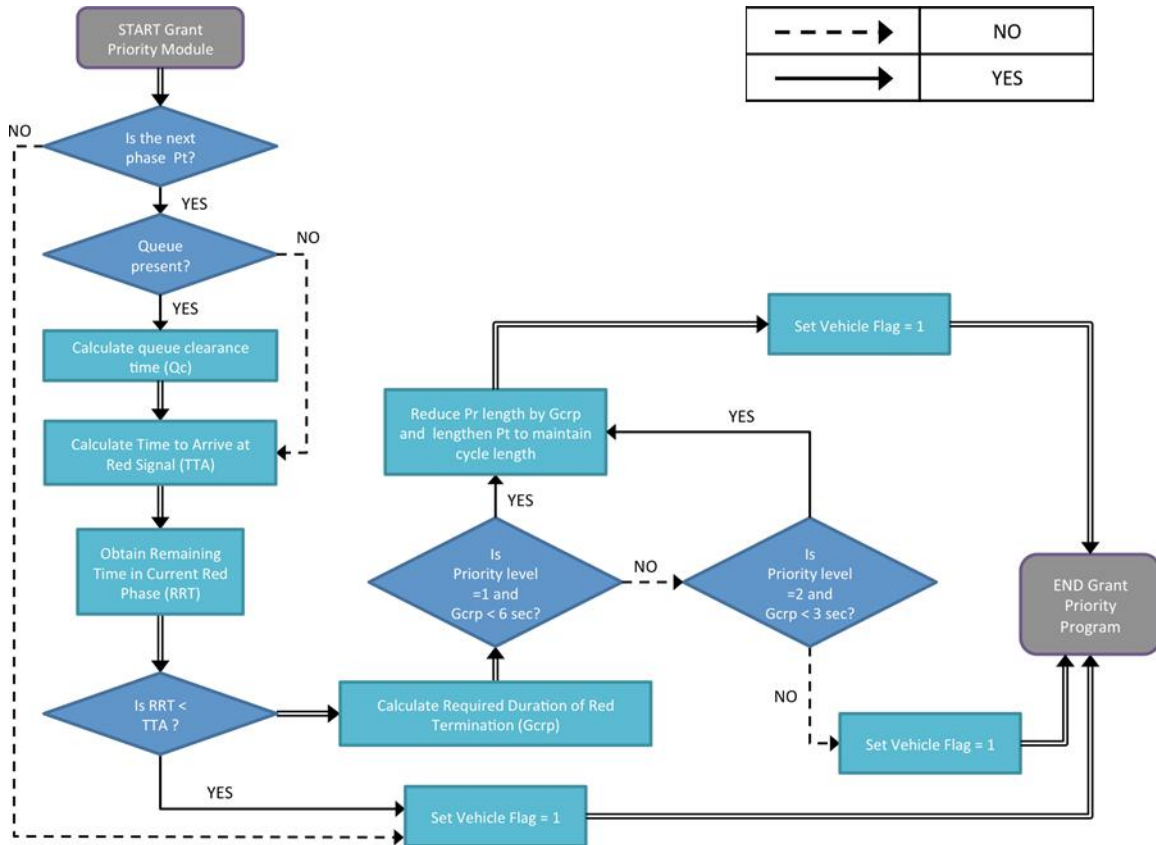 START Grant
Priority Module
NO
YES
NO
Is the next
phase Pt?
YES
Queue
present?
NO
YES
Calculate queue clearance
time (Qc)
Calculate Time to Arrive at
Red Signal (TTA)
Obtain Remaining
Time in Current Red
Phase (RRT)
Is RRT <
TTA ?
YES
Calculate Required Duration of Red
Termination (Gcrp)
Is
Priority level
=1 and
Gcrp < 6 sec?
YES
NO
Reduce Pr length by Gcrp
and lengthen Pt to maintain
cycle length
YES
Is
Priority level
=2 and
Gcrp < 3 sec?
NO
Set Vehicle Flag = 1
Set Vehicle Flag = 1
Set Vehicle Flag = 1
END Grant
Priority
Program